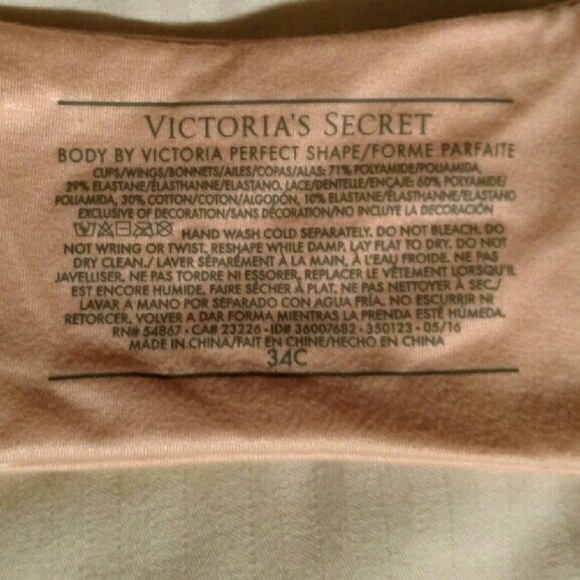 VICTORIA'S SECRET
BODY BY VICTORIA PERFECT SHAPE/FORME PARFAITE
CUPS/WINGS/BONNETS/AILES/COPAS/ALAS: 71% POLYAMIDE/POLIAMIDA,
29% ELASTANE/ÉLASTHANNE/ELASTANO, LACE/DENTELLE/ENCAJE: 60% POLYAMIDE/
POLIAMIDA, 30% COTTON/COTON/ALGODÓN, 10% ELASTANE/ÉLASTHANNE/ELASTANO
EXCLUSIVE OF DECORATION/SANS DÉCORATION/NO INCLUYE LA DECORACIÓN
HAND WASH COLD SEPARATELY. DO NOT BLEACH. DO
NOT WRING OR TWIST. RESHAPE WHILE DAMP. LAY FLAT TO DRY. DO NOT
DRY CLEAN./ LAVER SÉPARÉMENT À LA MAIN, À L'EAU FROIDE. NE PAS
JAVELLISER. NE PAS TORDRE NI ESSORER. REPLACER LE VÊTEMENT LORSQU'IL
EST ENCORE HUMIDE. FAIRE SÉCHER À PLAT. NE PAS NETTOYER À SEC./
LAVAR A MANO POR SEPARADO CON AGUA FRÍA. NO ESCURRIR NI
RETORCER. VOLVER A DAR FORMA MIENTRAS LA PRENDA ESTÉ HÚMEDA.
RN# 54867 • CA# 23226 • ID# 36007682 • 350123 • 05/16
MADE IN CHINA/FAIT EN CHINE/HECHO EN CHINA
34C